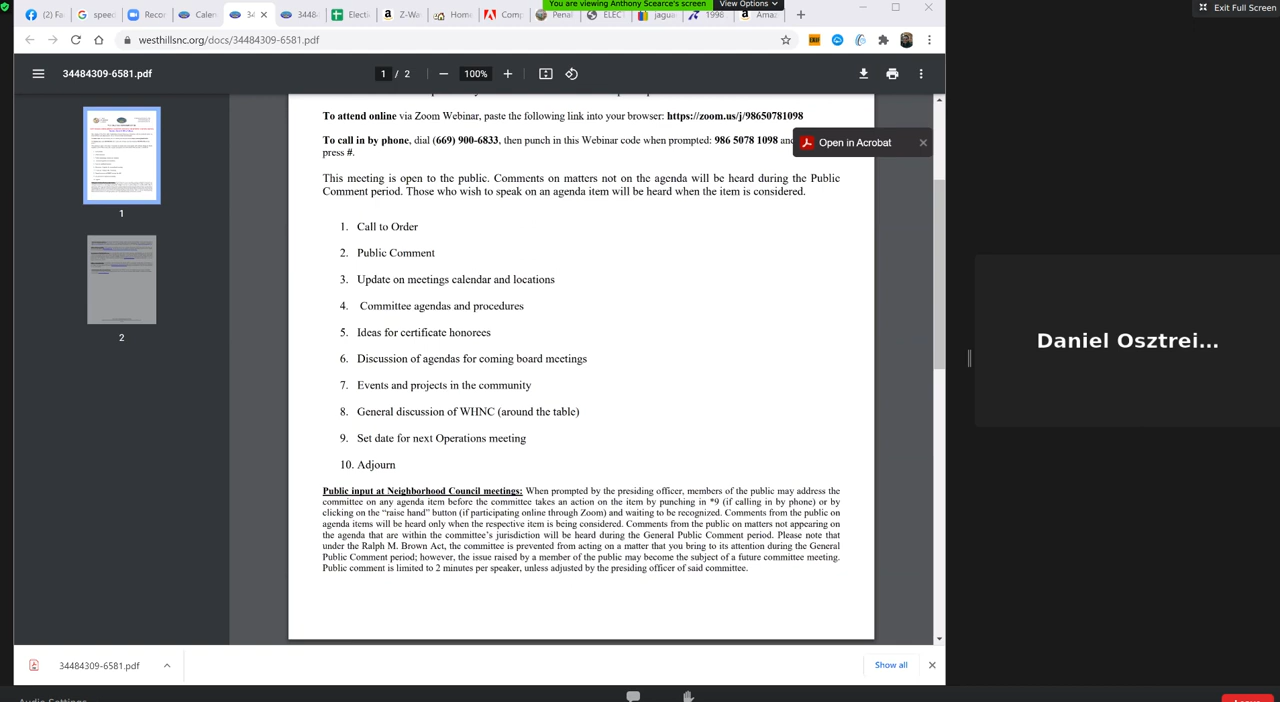 You are viewing Anthony Scearce's screen
View Options
Exit Full Screen
speed
Recc
Cale
34
3448
Elect
S-Wa
Home
Comp
Penal
ELEC
jagua
1998
Amaz
westhillsnc.org/docs/34484309-6581.pdf
34484309-6581.pdf
1 / 2
100%
Open in Acrobat
To attend online via Zoom Webinar, paste the following link into your browser: https://zoom.us/j/98650781098
To call in by phone, dial (669) 900-6833, then punch in this Webinar code when prompted: 986 5078 1098 and
press #.
This meeting is open to the public. Comments on matters not on the agenda will be heard during the Public
Comment period. Those who wish to speak on an agenda item will be heard when the item is considered.
1. Call to Order
2. Public Comment
3. Update on meetings calendar and locations
4. Committee agendas and procedures
5. Ideas for certificate honorees
6. Discussion of agendas for coming board meetings
7. Events and projects in the community
8. General discussion of WHNC (around the table)
9. Set date for next Operations meeting
10. Adjourn
Public input at Neighborhood Council meetings: When prompted by the presiding officer, members of the public may address the
committee on any agenda item before the committee takes an action on the item by punching in *9 (if calling in by phone) or by
clicking on the “raise hand” button (if participating online through Zoom) and waiting to be recognized. Comments from the public on
agenda items will be heard only when the respective item is being considered. Comments from the public on matters not appearing on
the agenda that are within the committee’s jurisdiction will be heard during the General Public Comment period. Please note that
under the Ralph M. Brown Act, the committee is prevented from acting on a matter that you bring to its attention during the General
Public Comment period; however, the issue raised by a member of the public may become the subject of a future committee meeting.
Public comment is limited to 2 minutes per speaker, unless adjusted by the presiding officer of said committee.
1
2
Daniel Osztrei...
34484309-6581.pdf
Show all
Audio Settings
Leave